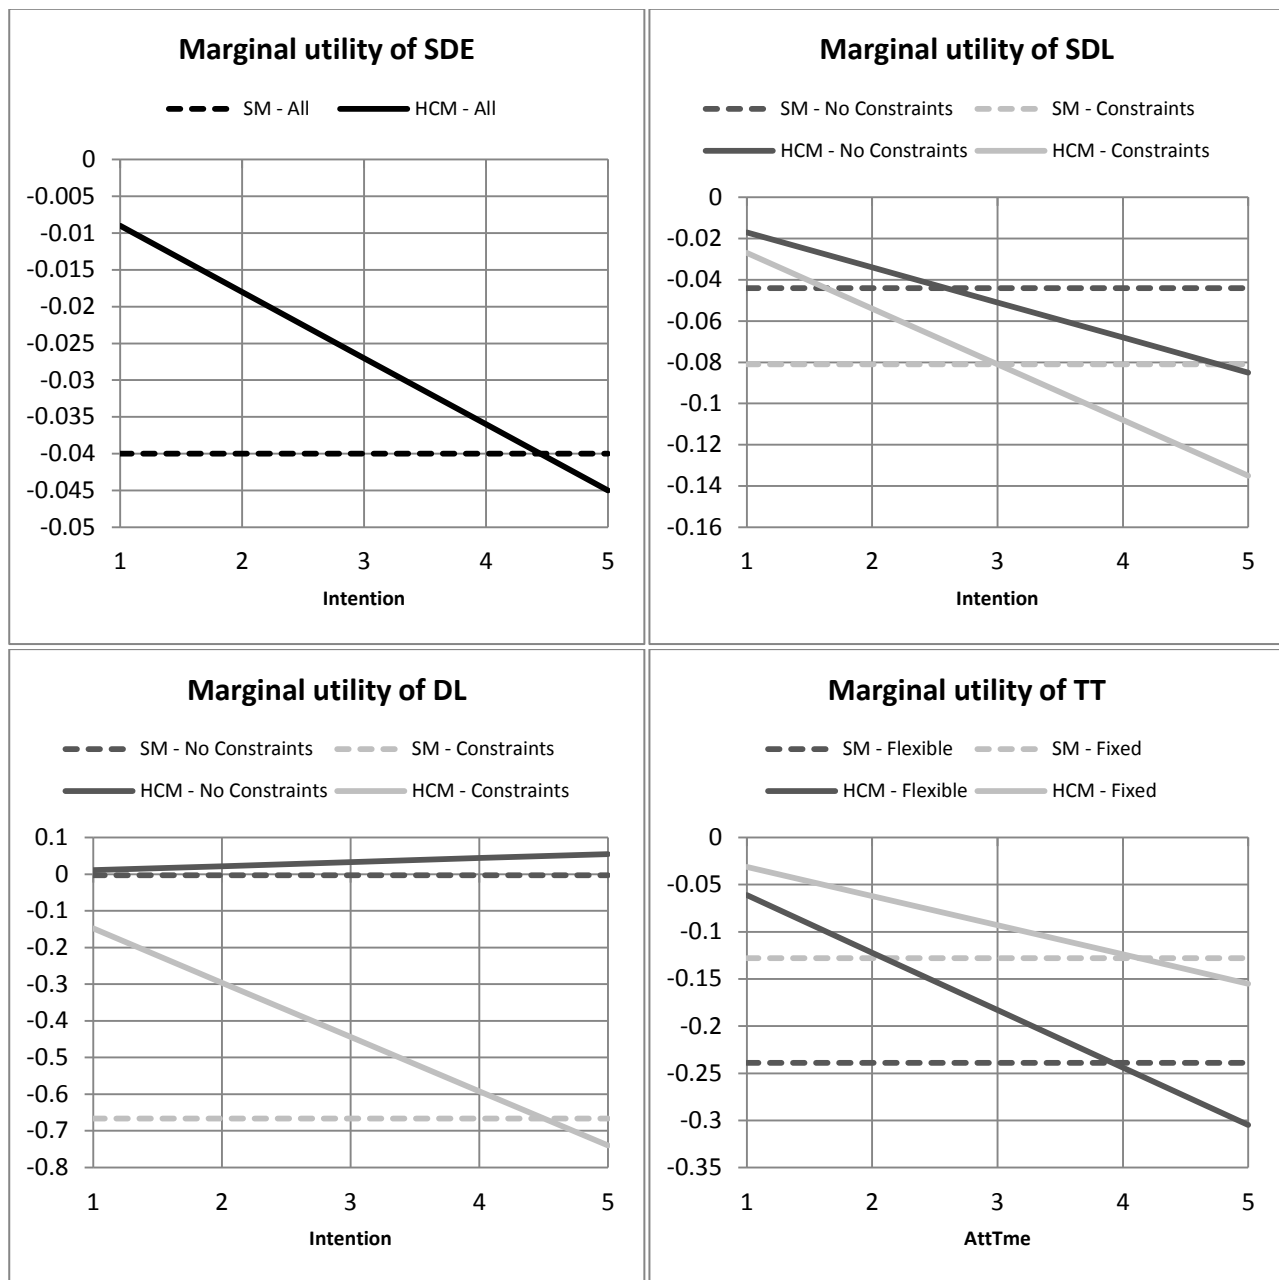 Marginal utility of SDE
SM - All HCM - All
0
-0.005
-0.01
-0.015
-0.02
-0.025
-0.03
-0.035
-0.04
-0.045
-0.05
1 2 3 4 5
Intention
Marginal utility of SDL
SM - No Constraints SM - Constraints
HCM - No Constraints HCM - Constraints
0
-0.02
-0.04
-0.06
-0.08
-0.1
-0.12
-0.14
-0.16
1 2 3 4 5
Intention
Marginal utility of DL
SM - No Constraints SM - Constraints
HCM - No Constraints HCM - Constraints
0.1
0
-0.1
-0.2
-0.3
-0.4
-0.5
-0.6
-0.7
-0.8
1 2 3 4 5
Intention
Marginal utility of TT
SM - Flexible SM - Fixed
HCM - Flexible HCM - Fixed
0
-0.05
-0.1
-0.15
-0.2
-0.25
-0.3
-0.35
1 2 3 4 5
AttTme